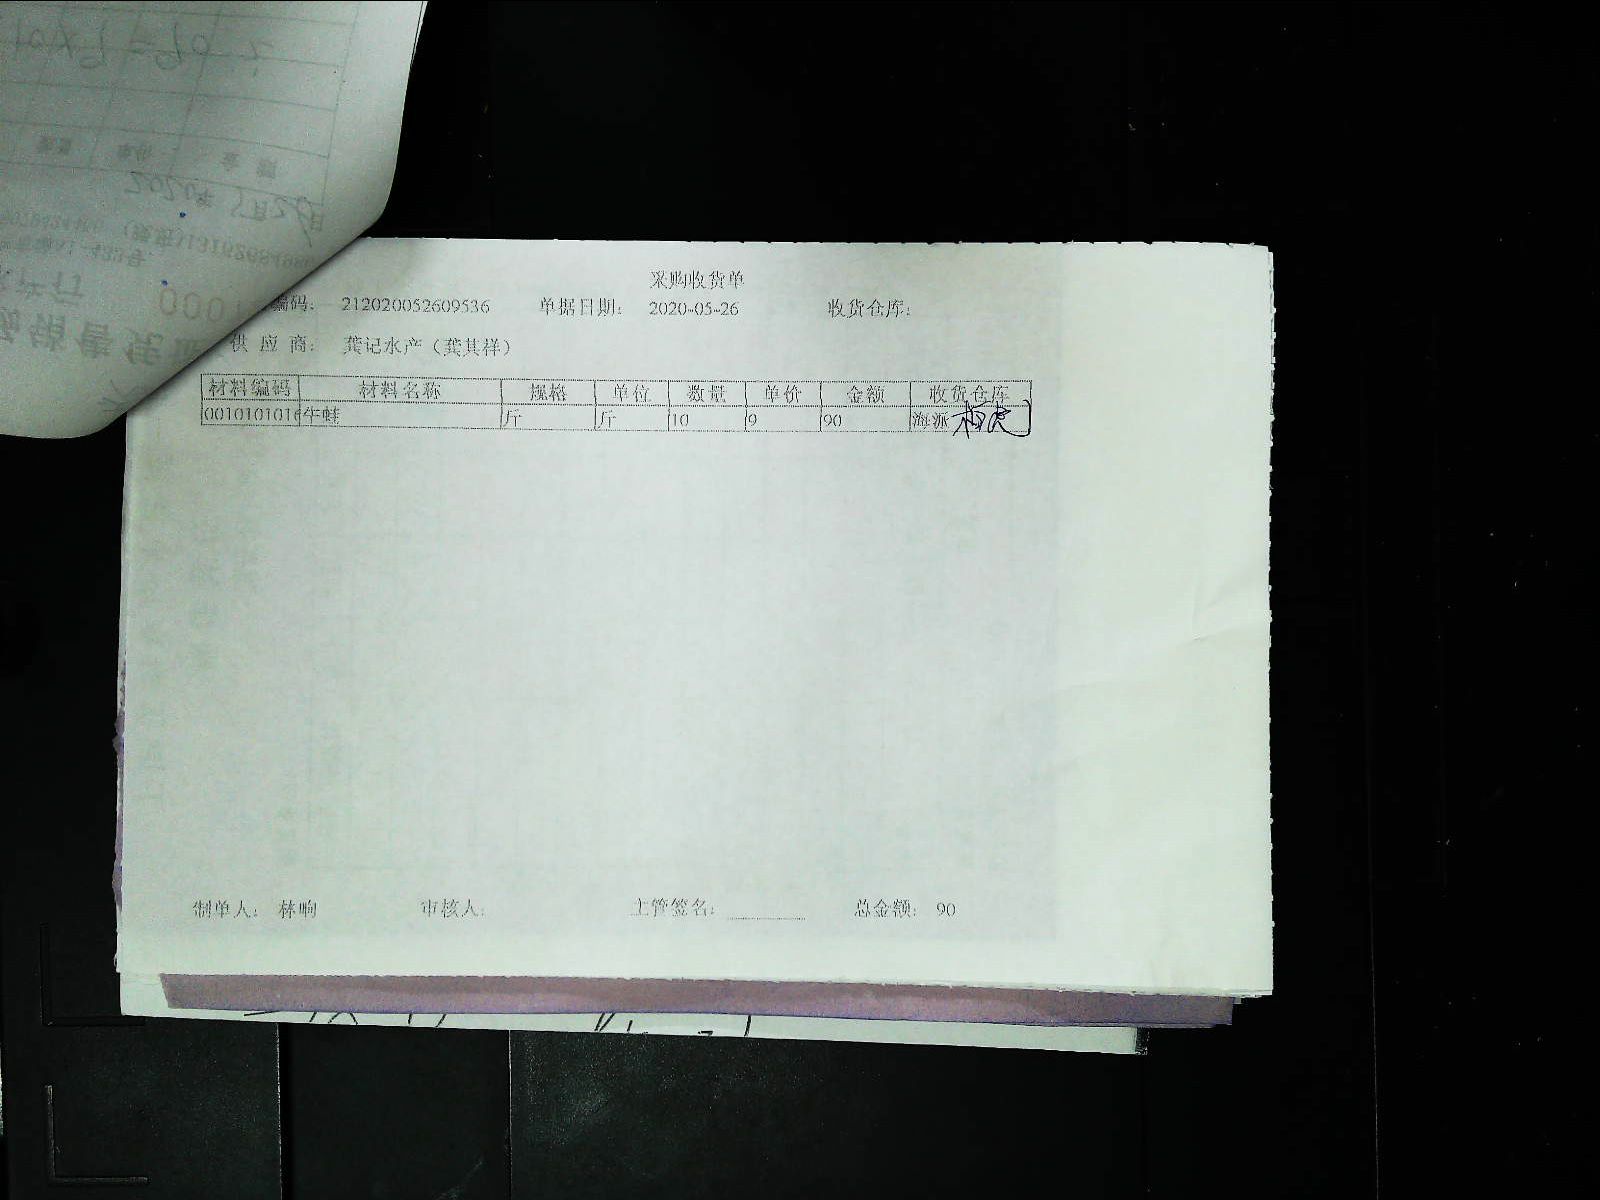 采购收货单
编码: 212020052609536 单据日期: 2020-05-26 收货仓库:
供应商: 龚记水产（龚其祥）
材料编码 材料名称 规格 单位 数量 单价 金额 收货仓库
0010101016 牛蛙 斤 斤 10 9 90 海派
制单人: 林响 审核人: 主管签名: 总金额: 90